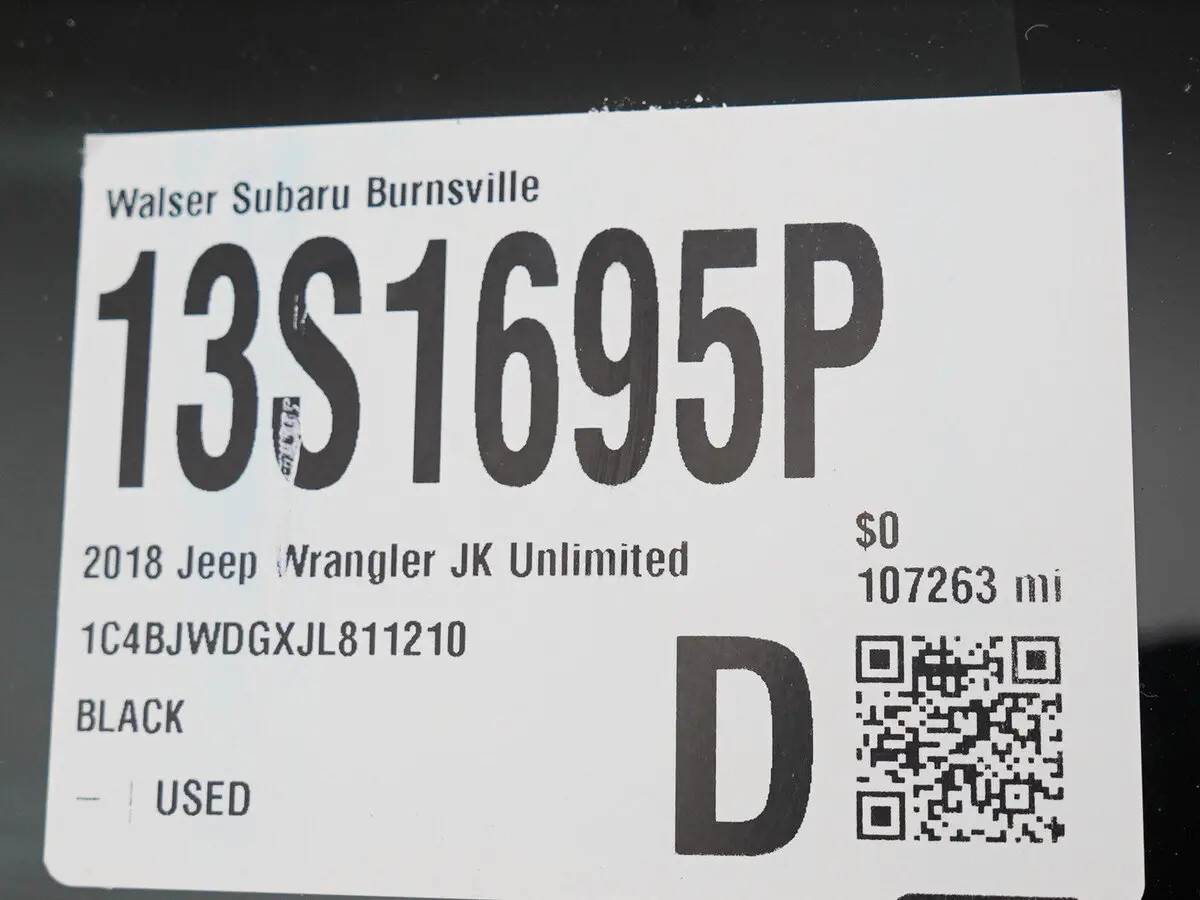 Walser Subaru Burnsville
13S1695P
2018 Jeep Wrangler JK Unlimited
1C4BJWDGXJL811210
BLACK
– | USED
$0
107263 mi
D